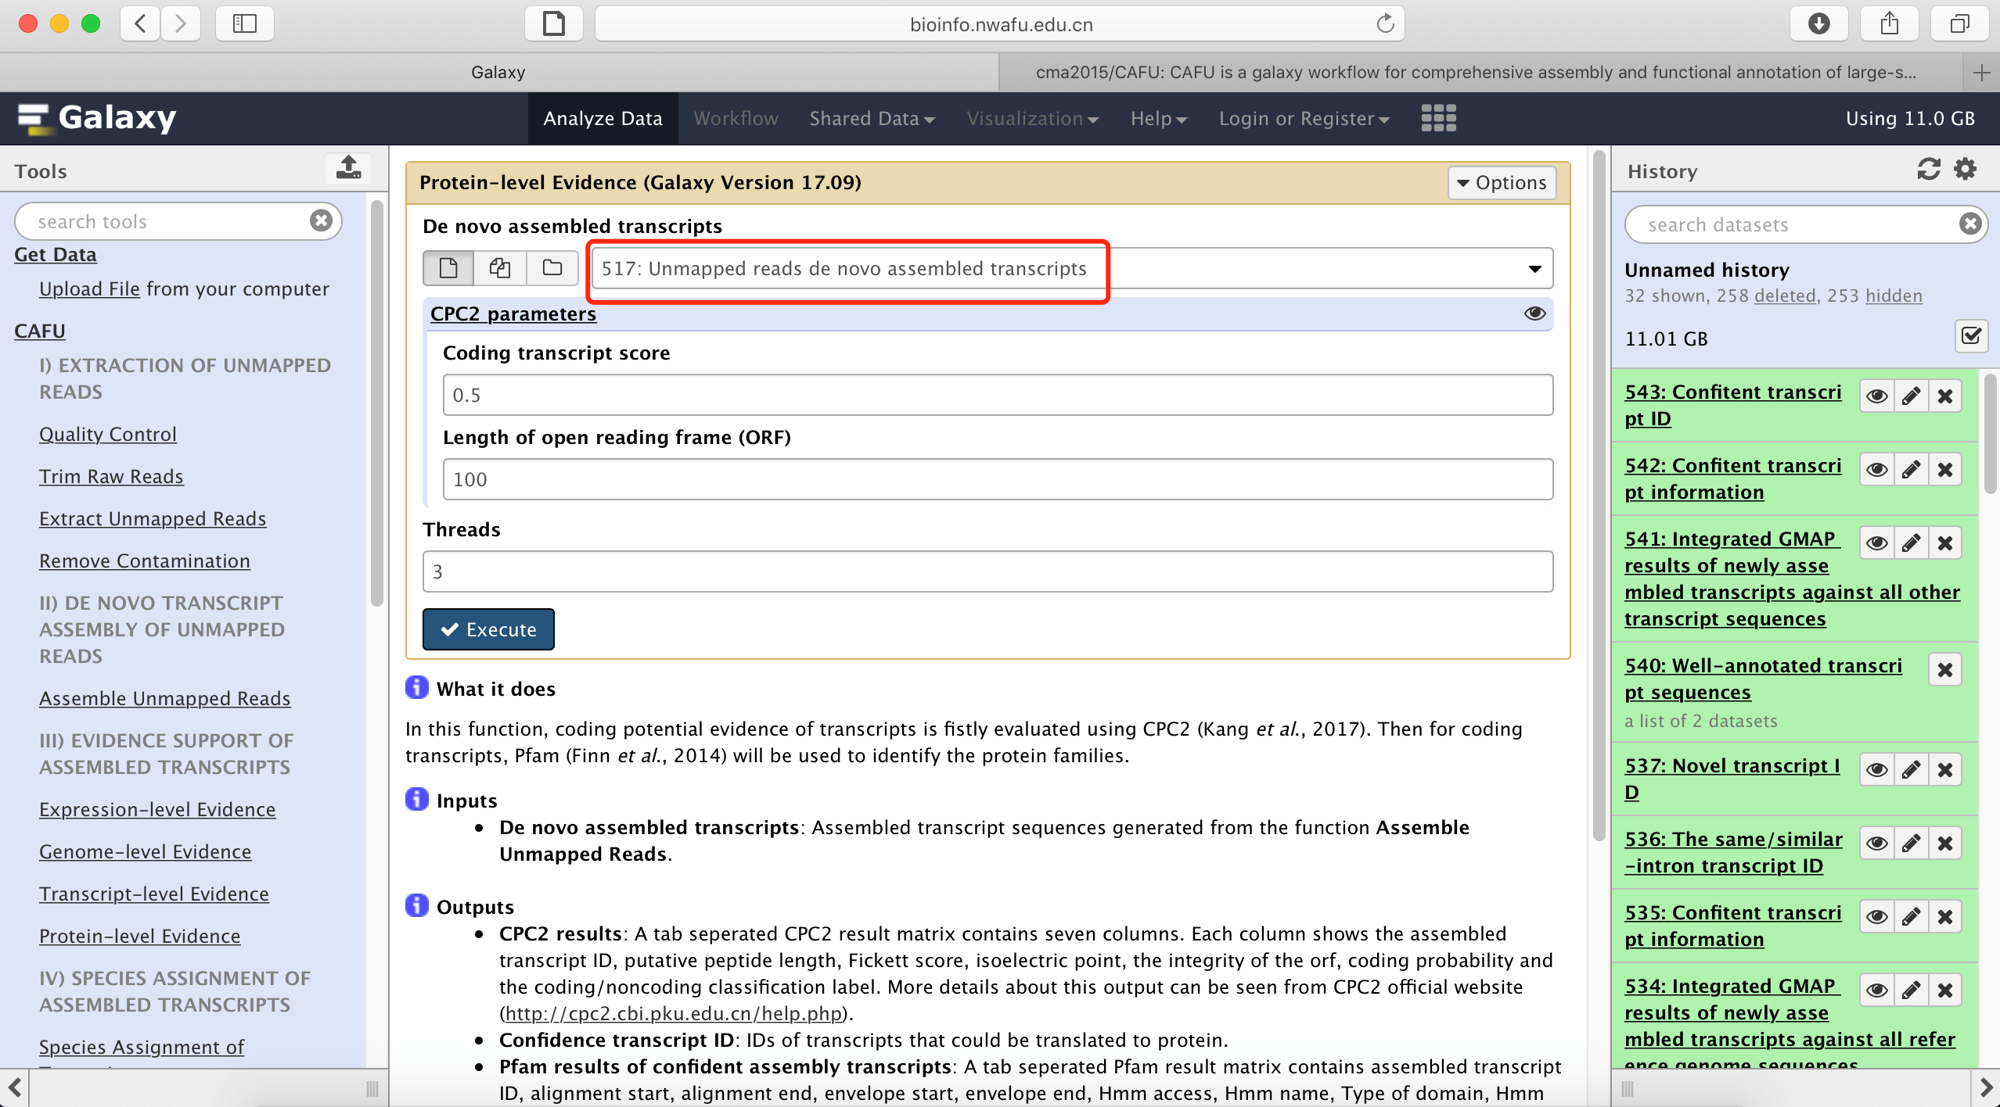 bioinfo.nwafu.edu.cn
Galaxy
cma2015/CAFU: CAFU is a galaxy workflow for comprehensive assembly and functional annotation of large-s...
Galaxy
Analyze Data
Workflow
Shared Data
Visualization
Help
Login or Register
Using 11.0 GB
Tools
search tools
Get Data
Upload File from your computer
CAFU
I) EXTRACTION OF UNMAPPED
READS
Quality Control
Trim Raw Reads
Extract Unmapped Reads
Remove Contamination
II) DE NOVO TRANSCRIPT
ASSEMBLY OF UNMAPPED
READS
Assemble Unmapped Reads
III) EVIDENCE SUPPORT OF
ASSEMBLED TRANSCRIPTS
Expression-level Evidence
Genome-level Evidence
Transcript-level Evidence
Protein-level Evidence
IV) SPECIES ASSIGNMENT OF
ASSEMBLED TRANSCRIPTS
Species Assignment of
Protein-level Evidence (Galaxy Version 17.09)
Options
De novo assembled transcripts
517: Unmapped reads de novo assembled transcripts
CPC2 parameters
Coding transcript score
0.5
Length of open reading frame (ORF)
100
Threads
3
Execute
What it does
In this function, coding potential evidence of transcripts is fistly evaluated using CPC2 (Kang et al., 2017). Then for coding
transcripts, Pfam (Finn et al., 2014) will be used to identify the protein families.
Inputs
• De novo assembled transcripts: Assembled transcript sequences generated from the function Assemble
Unmapped Reads.
Outputs
• CPC2 results: A tab seperated CPC2 result matrix contains seven columns. Each column shows the assembled
transcript ID, putative peptide length, Fickett score, isoelectric point, the integrity of the orf, coding probability and
the coding/noncoding classification label. More details about this output can be seen from CPC2 official website
(http://cpc2.cbi.pku.edu.cn/help.php).
• Confidence transcript ID: IDs of transcripts that could be translated to protein.
• Pfam results of confident assembly transcripts: A tab seperated Pfam result matrix contains assembled transcript
ID, alignment start, alignment end, envelope start, envelope end, Hmm access, Hmm name, Type of domain, Hmm
History
search datasets
Unnamed history
32 shown, 258 deleted, 253 hidden
11.01 GB
543: Confitent transcri
pt ID
542: Confitent transcri
pt information
541: Integrated GMAP
results of newly asse
mbled transcripts against all other
transcript sequences
540: Well-annotated transcri
pt sequences
a list of 2 datasets
537: Novel transcript I
D
536: The same/similar
-intron transcript ID
535: Confitent transcri
pt information
534: Integrated GMAP
results of newly asse
mbled transcripts against all refer
ence genome sequences